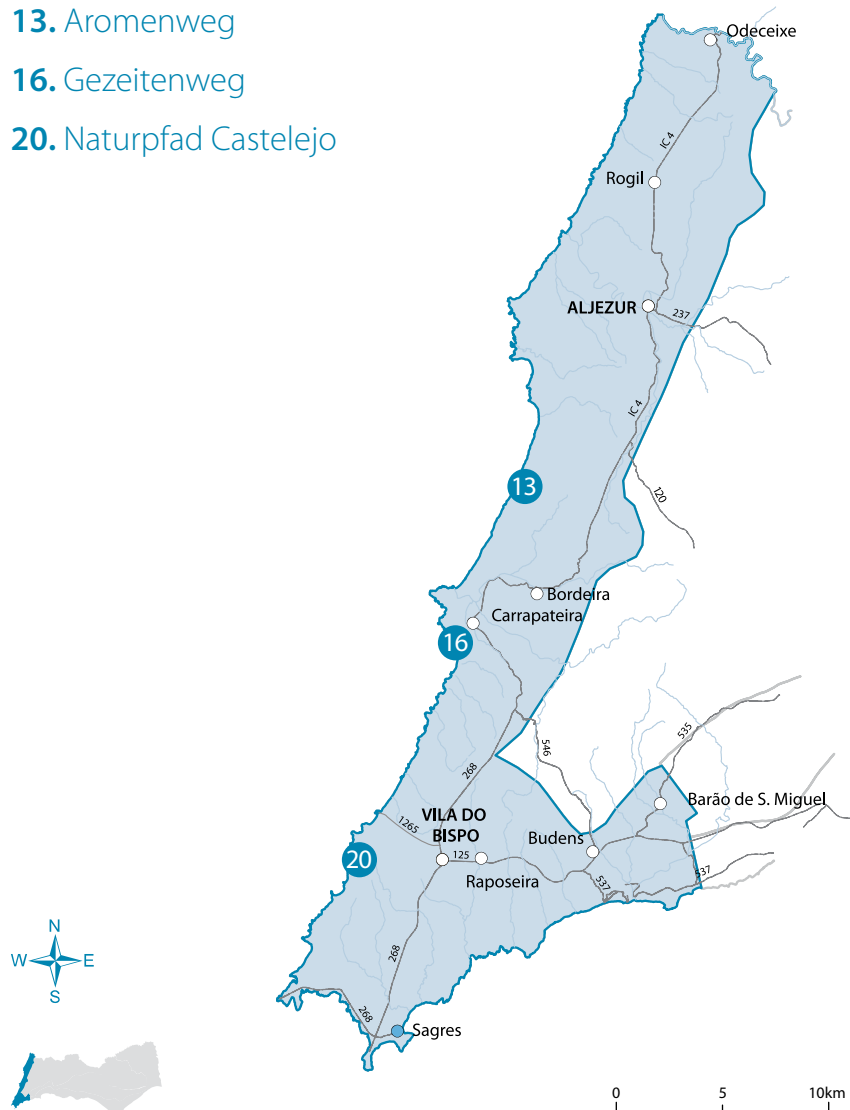 13. Aromenweg
16. Gezeitenweg
20. Naturpfad Castelejo
Odeceixe
IC 4
Rogil
ALJEZUR
237
IC 4
13
120
Bordeira
Carrapateira
16
546
535
268
Barão de S. Miguel
VILA DO
BISPO
1265
Budens
20
125
Raposeira
537
537
N
W E
S
268
268
Sagres
0 5 10km